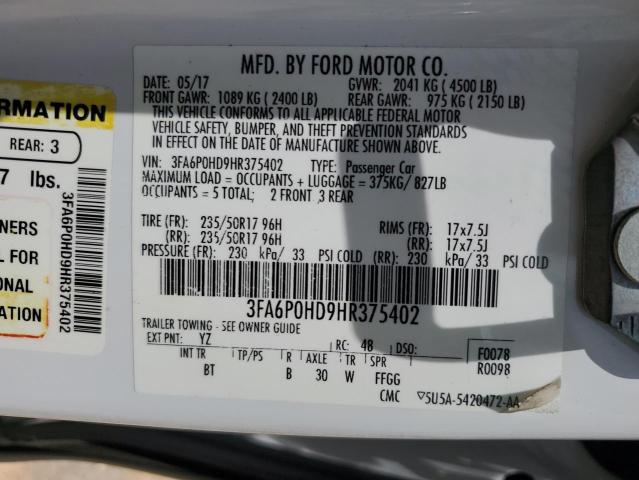 MFD. BY FORD MOTOR CO.
DATE: 05/17 GVWR: 2041 KG ( 4500 LB)
FRONT GAWR: 1089 KG ( 2400 LB) REAR GAWR: 975 KG ( 2150 LB)
THIS VEHICLE CONFORMS TO ALL APPLICABLE FEDERAL MOTOR
VEHICLE SAFETY, BUMPER, AND THEFT PREVENTION STANDARDS
IN EFFECT ON THE DATE OF MANUFACTURE SHOWN ABOVE.
VIN: 3FA6P0HD9HR375402 TYPE: Passenger Car
MAXIMUM LOAD = OCCUPANTS + LUGGAGE = 375KG/ 827LB
OCCUPANTS = 5 TOTAL; 2 FRONT 3 REAR
TIRE (FR): 235/50R17 96H RIMS (FR): 17x7.5J
(RR): 235/50R17 96H (RR): 17x7.5J
PRESSURE (FR): 230 kPa/ 33 PSI COLD (RR): 230 kPa/ 33 PSI COLD
3FA6P0HD9HR375402
TRAILER TOWING - SEE OWNER GUIDE
EXT PNT: YZ RC: 48 DSO: F0078
INT TR TP/PS R AXLE TR SPR R0098
BT B 30 W FFGG
CMC 5U5A-5420472-AA
ORMATION
REAR: 3
7 lbs.
3FA6P0HD9HR375402
NERS
L FOR
ONAL